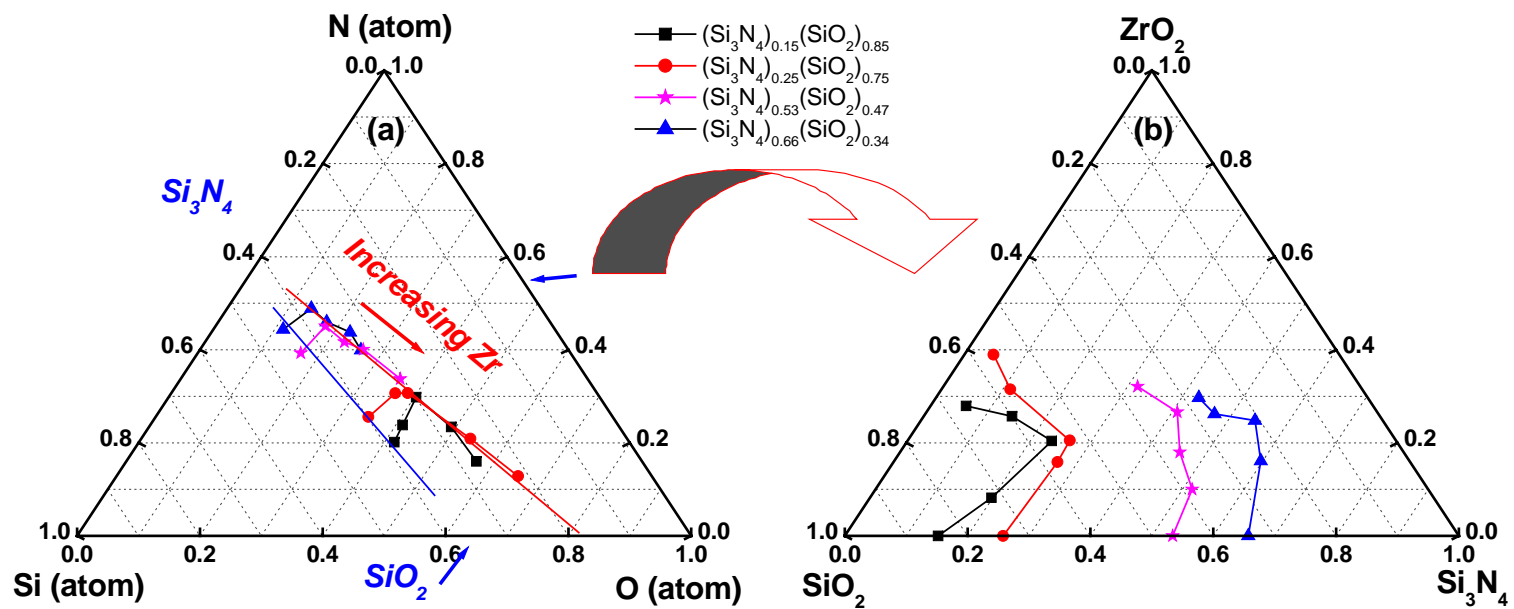 N (atom)
ZrO2
(Si3N4)0.15(SiO2)0.85
(Si3N4)0.25(SiO2)0.75
(Si3N4)0.53(SiO2)0.47
(Si3N4)0.66(SiO2)0.34
0.0 1.0
0.0 1.0
(a)
(b)
0.2 0.8
0.2 0.8
Si3N4
0.4 0.6
0.4 0.6
Increasing Zr
0.6 0.4
0.6 0.4
0.8 0.2
0.8 0.2
1.0 0.0
1.0 0.0
0.0 0.2 0.4 0.6 0.8 1.0
0.0 0.2 0.4 0.6 0.8 1.0
Si (atom)
SiO2
O (atom)
SiO2
Si3N4